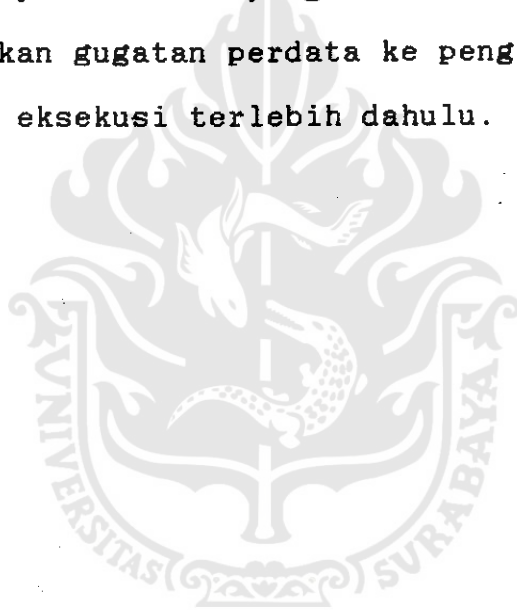 kan gugatan perdata ke peng
eksekusi terlebih dahulu.
UNIVERSITAS SURABAYA